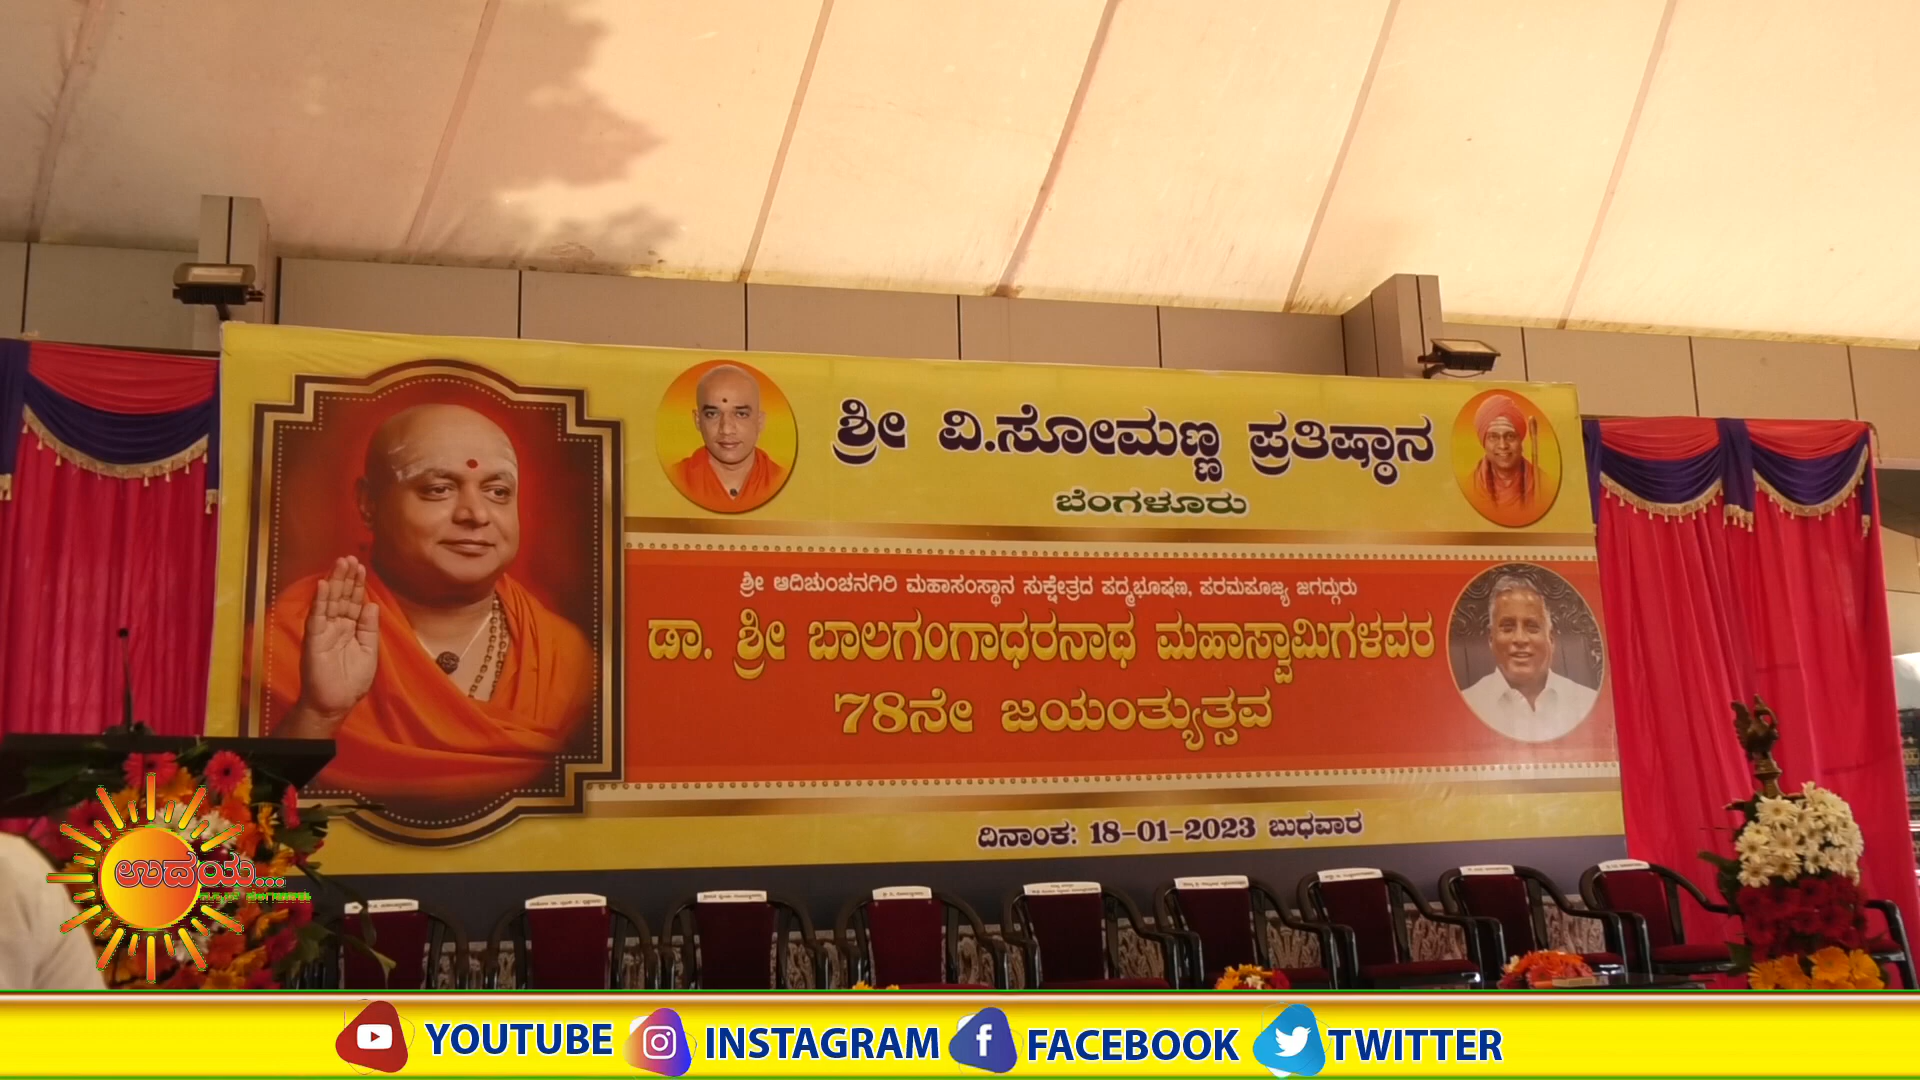 ಶ್ರೀ ವಿ.ಸೋಮಣ್ಣ ಪ್ರತಿಷ್ಠಾನ
ಬೆಂಗಳೂರು
ಶ್ರೀ ಆದಿಚುಂಚನಗಿರಿ ಮಹಾಸಂಸ್ಥಾನ ಸುಕ್ಷೇತ್ರದ ಪದ್ಮಭೂಷಣ, ಪರಮಪೂಜ್ಯ ಜಗದ್ಗುರು
ಡಾ. ಶ್ರೀ ಬಾಲಗಂಗಾಧರನಾಥ ಮಹಾಸ್ವಾಮಿಗಳವರ
78ನೇ ಜಯಂತ್ಯುತ್ಸವ
ದಿನಾಂಕ: 18-01-2023 ಬುಧವಾರ
ಉದಯ...
YOUTUBE INSTAGRAM FACEBOOK TWITTER